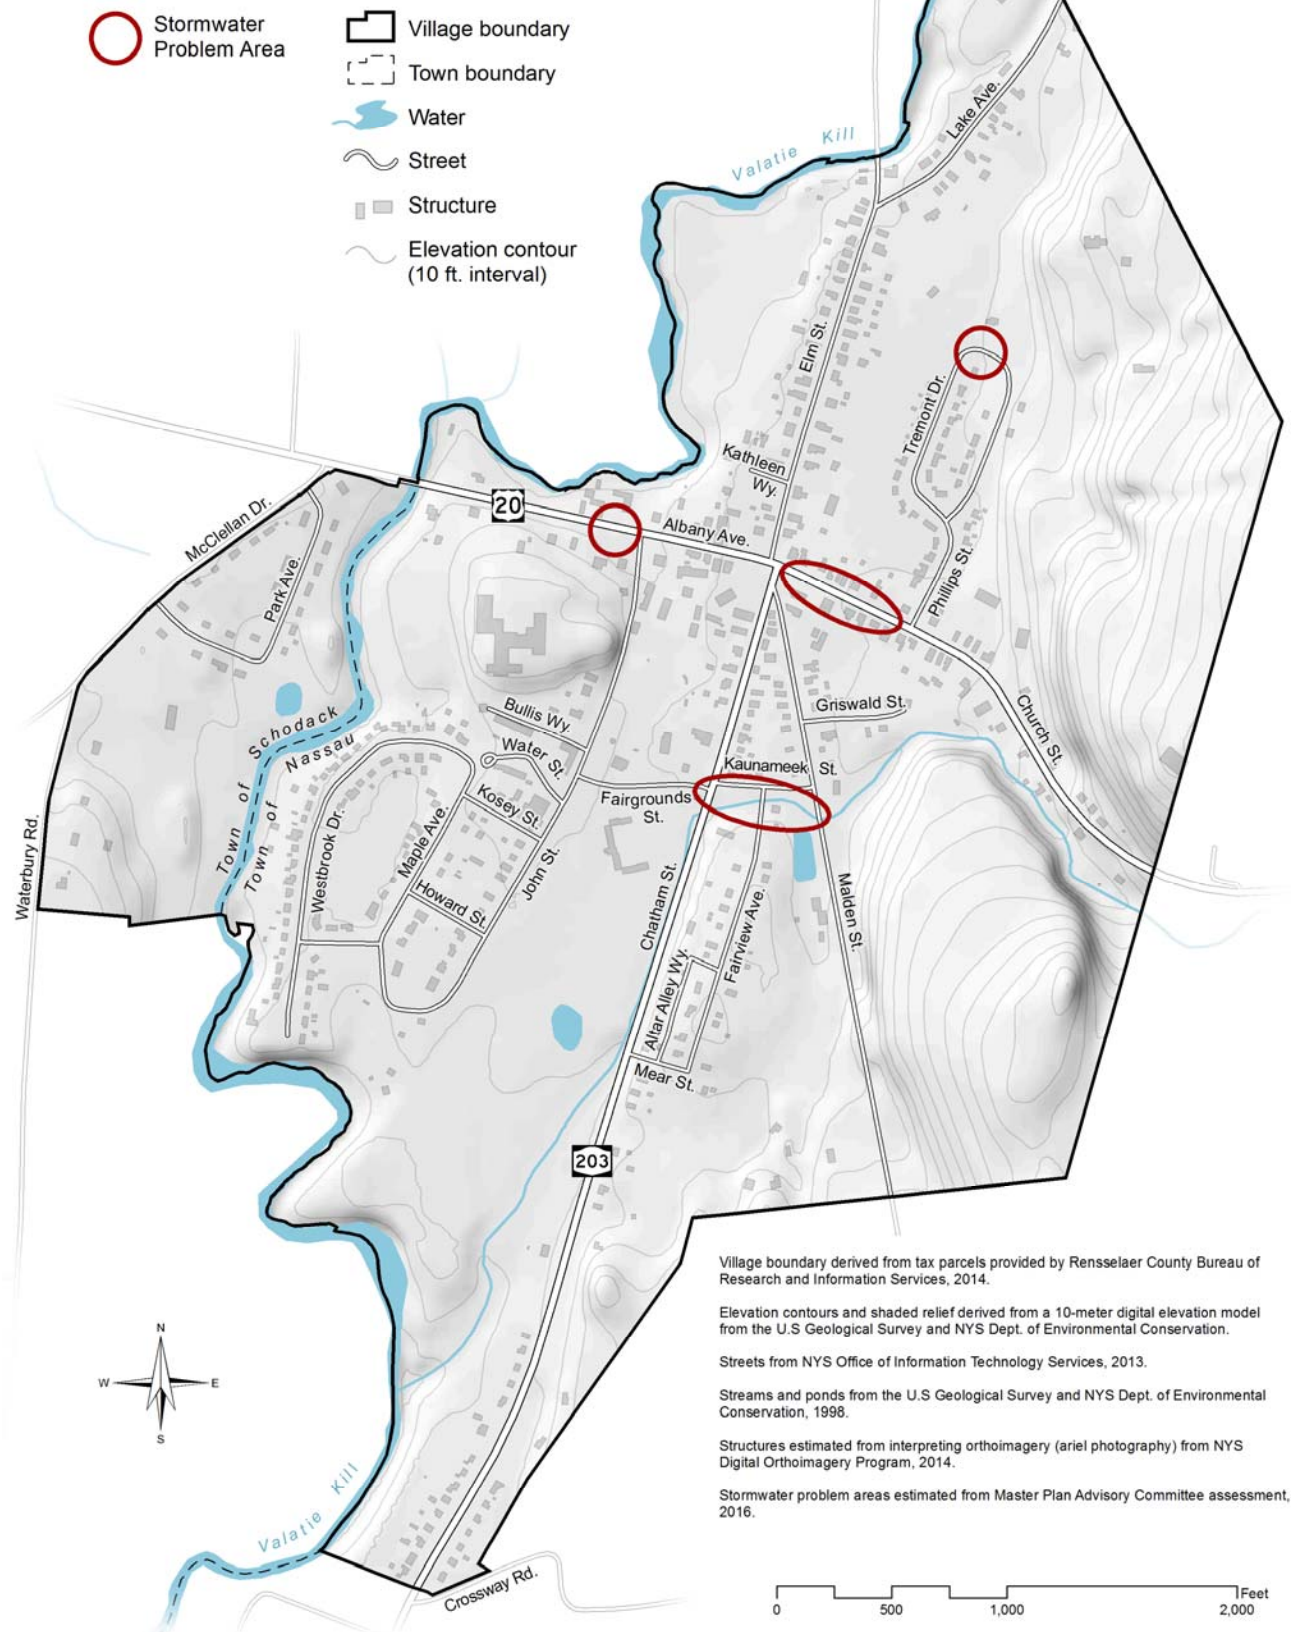 Stormwater
Problem Area
Village boundary
Town boundary
Water
Street
Structure
Elevation contour
(10 ft. interval)
Valatie Kill
Lake Ave.
Elm St.
Tremont Dr.
Kathleen
Wy.
20
Albany Ave.
McClellan Dr.
Park Ave.
Phillips St.
Griswald St.
Church St.
Bullis Wy.
Water St.
Kaunameek St.
Town of Schodack
Town of Nassau
Kosey St.
Fairgrounds
St.
Westbrook Dr.
Maple Ave.
Waterbury Rd.
John St.
Howard St.
Chatham St.
Malden St.
Fairview Ave.
Altar Alley Wy.
Mear St.
203
Village boundary derived from tax parcels provided by Rensselaer County Bureau of
Research and Information Services, 2014.
Elevation contours and shaded relief derived from a 10-meter digital elevation model
from the U.S Geological Survey and NYS Dept. of Environmental Conservation.
Streets from NYS Office of Information Technology Services, 2013.
Streams and ponds from the U.S Geological Survey and NYS Dept. of Environmental
Conservation, 1998.
Structures estimated from interpreting orthoimagery (ariel photography) from NYS
Digital Orthoimagery Program, 2014.
Stormwater problem areas estimated from Master Plan Advisory Committee assessment,
2016.
N
W E
S
Valatie Kill
Crossway Rd.
Feet
0 500 1,000 2,000